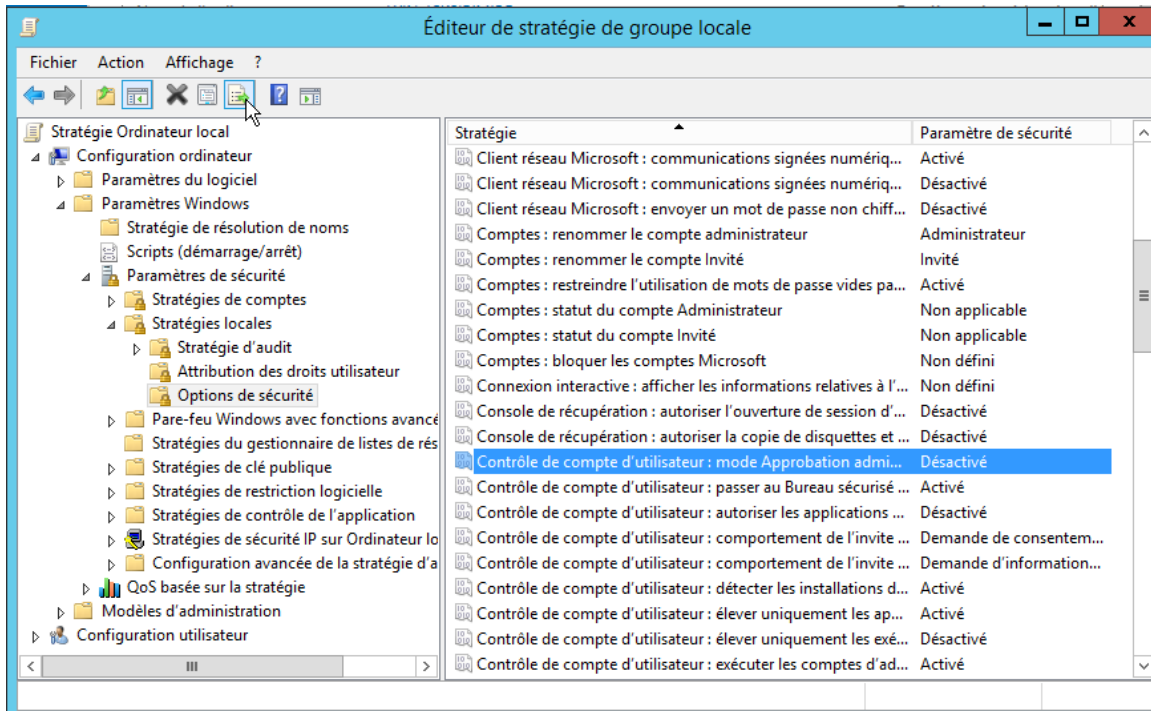 Éditeur de stratégie de groupe locale
Fichier Action Affichage ?
Stratégie Ordinateur local
Configuration ordinateur
Paramètres du logiciel
Paramètres Windows
Stratégie de résolution de noms
Scripts (démarrage/arrêt)
Paramètres de sécurité
Stratégies de comptes
Stratégies locales
Stratégie d'audit
Attribution des droits utilisateur
Options de sécurité
Pare-feu Windows avec fonctions avancé
Stratégies du gestionnaire de listes de rés
Stratégies de clé publique
Stratégies de restriction logicielle
Stratégies de contrôle de l'application
Stratégies de sécurité IP sur Ordinateur lo
Configuration avancée de la stratégie d'a
QoS basée sur la stratégie
Modèles d'administration
Configuration utilisateur
Stratégie Paramètre de sécurité
Client réseau Microsoft : communications signées numériq... Activé
Client réseau Microsoft : communications signées numériq... Désactivé
Client réseau Microsoft : envoyer un mot de passe non chiff... Désactivé
Comptes : renommer le compte administrateur Administrateur
Comptes : renommer le compte Invité Invité
Comptes : restreindre l'utilisation de mots de passe vides pa... Activé
Comptes : statut du compte Administrateur Non applicable
Comptes : statut du compte Invité Non applicable
Comptes : bloquer les comptes Microsoft Non défini
Connexion interactive : afficher les informations relatives à l'... Non défini
Console de récupération : autoriser l'ouverture de session d'... Désactivé
Console de récupération : autoriser la copie de disquettes et ... Désactivé
Contrôle de compte d'utilisateur : mode Approbation admi... Désactivé
Contrôle de compte d'utilisateur : passer au Bureau sécurisé ... Activé
Contrôle de compte d'utilisateur : autoriser les applications ... Désactivé
Contrôle de compte d'utilisateur : comportement de l'invite ... Demande de consentem...
Contrôle de compte d'utilisateur : comportement de l'invite ... Demande d'information...
Contrôle de compte d'utilisateur : détecter les installations d... Activé
Contrôle de compte d'utilisateur : élever uniquement les ap... Activé
Contrôle de compte d'utilisateur : élever uniquement les exé... Désactivé
Contrôle de compte d'utilisateur : exécuter les comptes d'ad... Activé